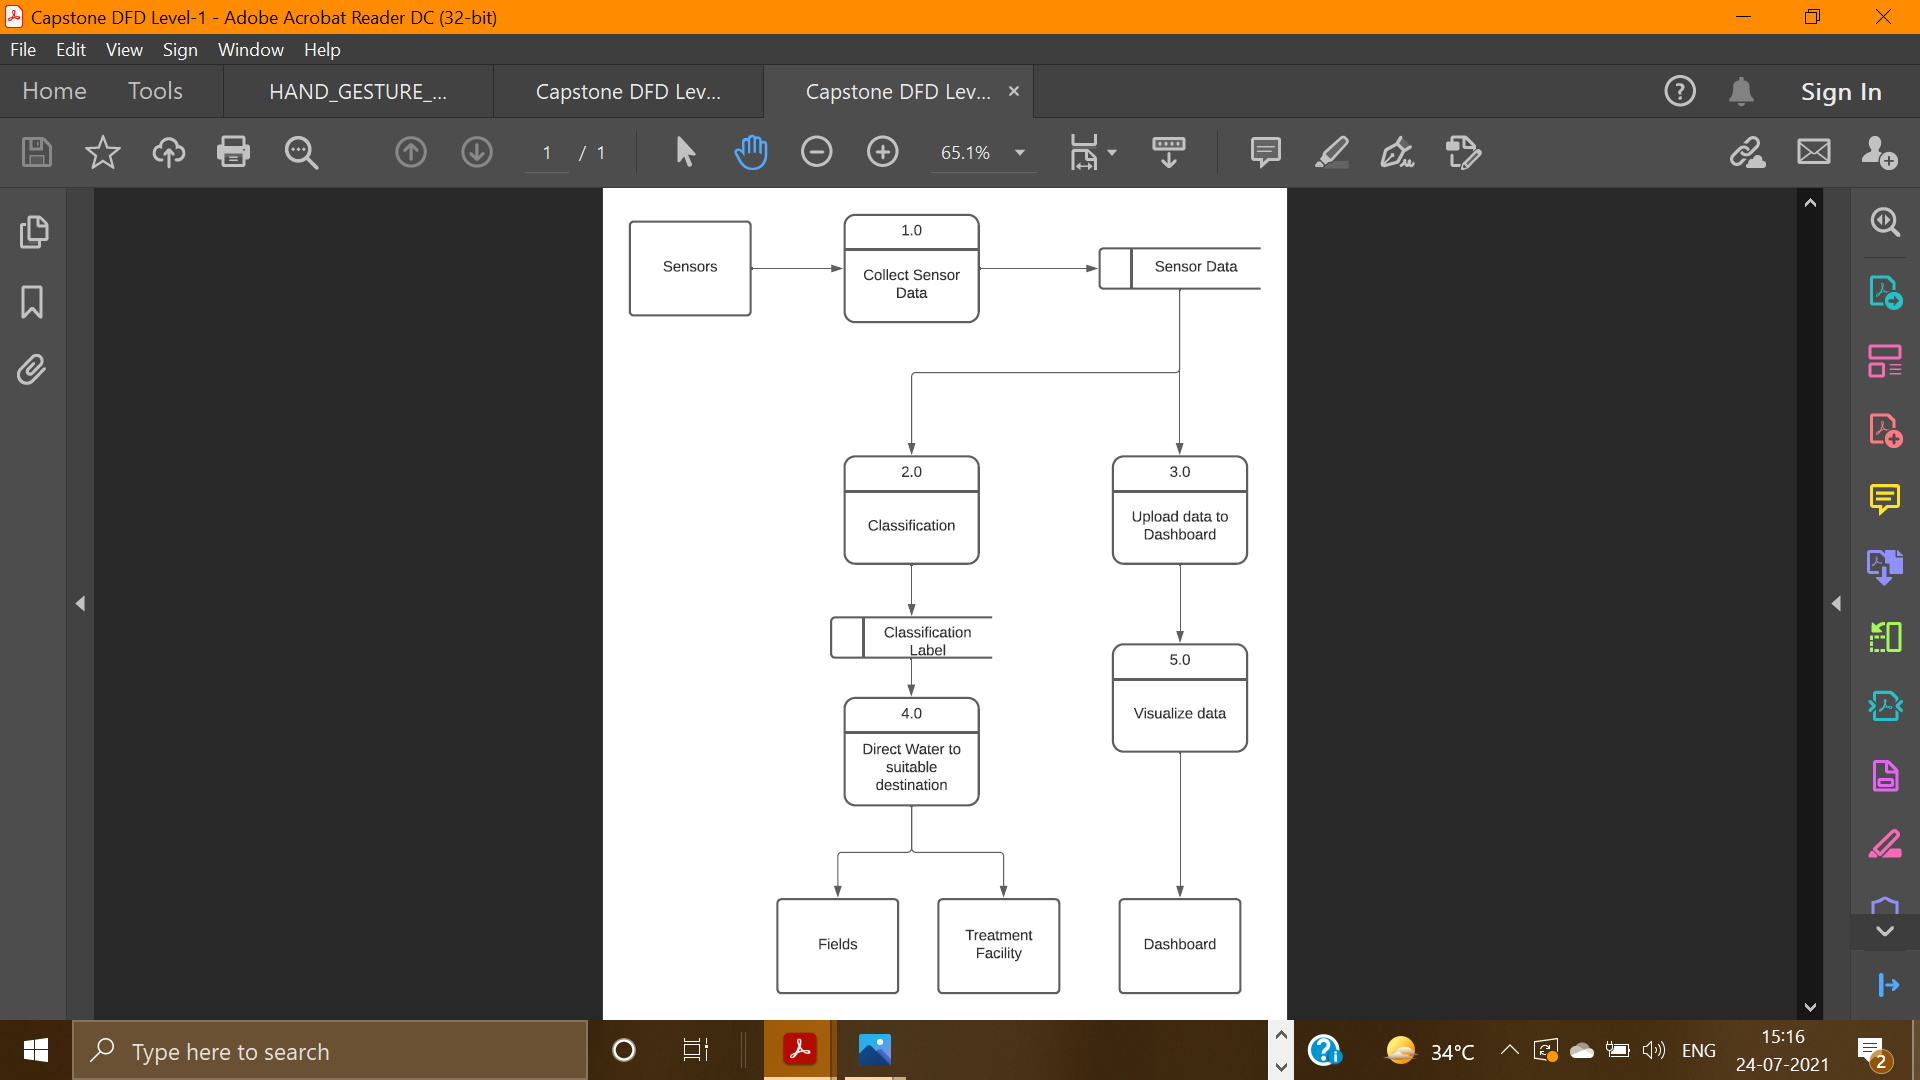 Capstone DFD Level-1 - Adobe Acrobat Reader DC (32-bit)
File Edit View Sign Window Help
Home Tools HAND_GESTURE_... Capstone DFD Lev... Capstone DFD Lev... × ? Sign In
1 / 1 65.1%
Sensors
1.0
Collect Sensor
Data
Sensor Data
2.0
Classification
3.0
Upload data to
Dashboard
Classification
Label
4.0
Direct Water to
suitable
destination
5.0
Visualize data
Fields
Treatment
Facility
Dashboard
Type here to search
34°C
ENG
15:16
24-07-2021
2